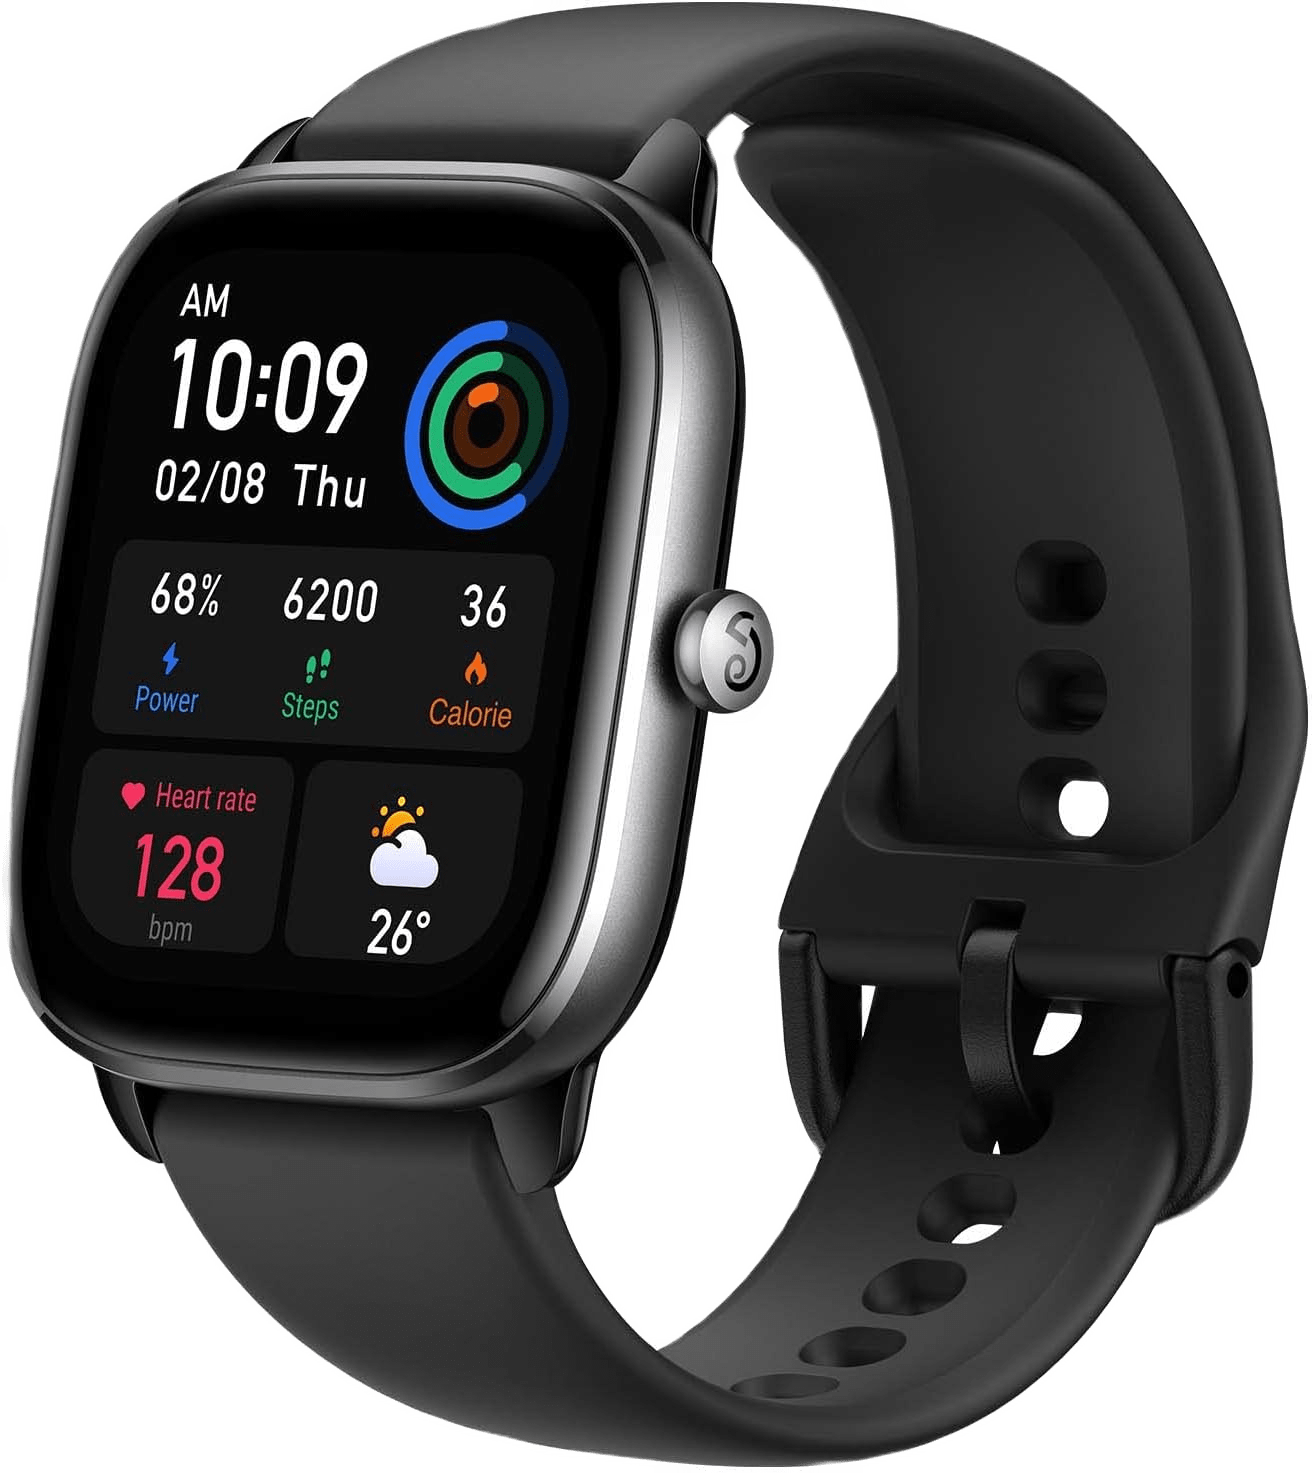 AM
10:09
02/08 Thu
68% 6200 36
Power Steps Calorie
Heart rate
128
bpm
26°